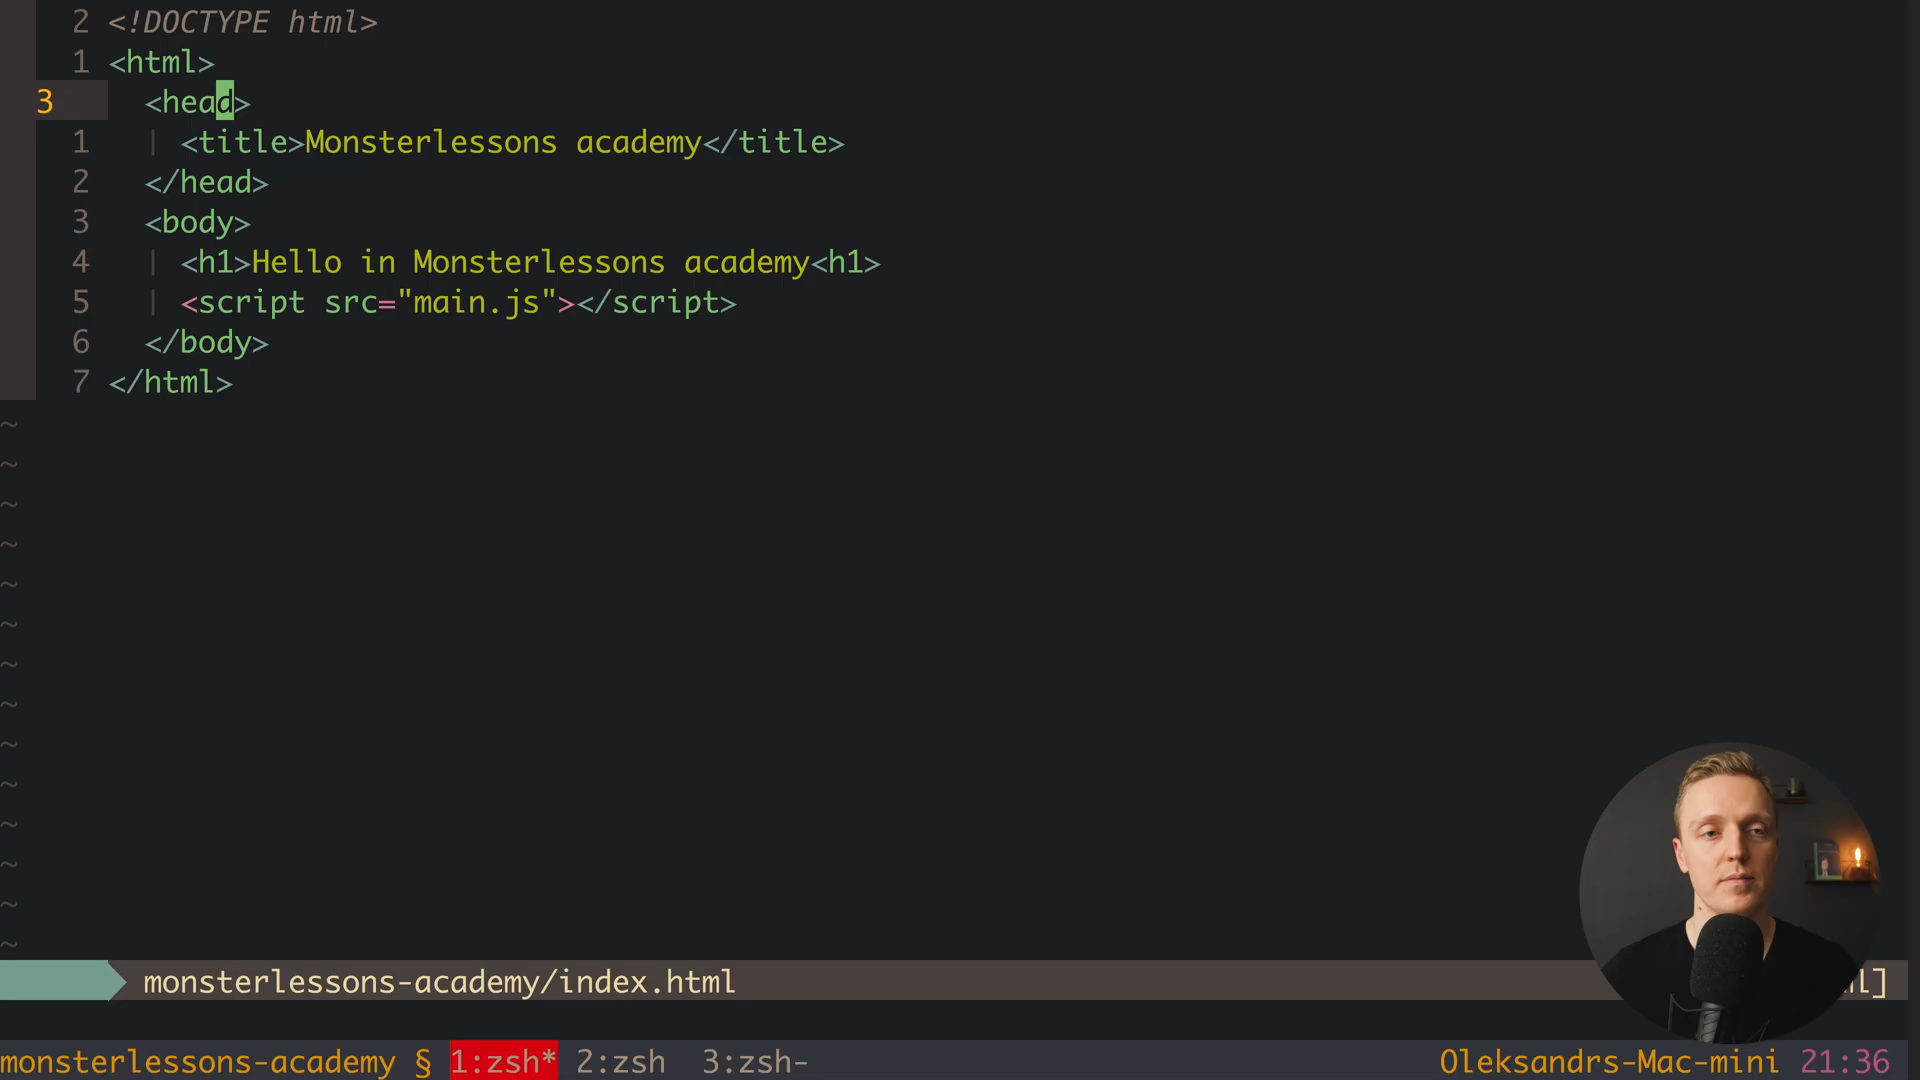 2 <!DOCTYPE html>
1 <html>
3 <head>
1 | <title>Monsterlessons academy</title>
2 </head>
3 <body>
4 | <h1>Hello in Monsterlessons academy<h1>
5 | <script src="main.js"></script>
6 </body>
7 </html>
~
~
~
~
~
~
~
~
~
~
~
~
~
~
monsterlessons-academy/index.html l]
monsterlessons-academy § 1:zsh* 2:zsh 3:zsh- Oleksandrs-Mac-mini 21:36